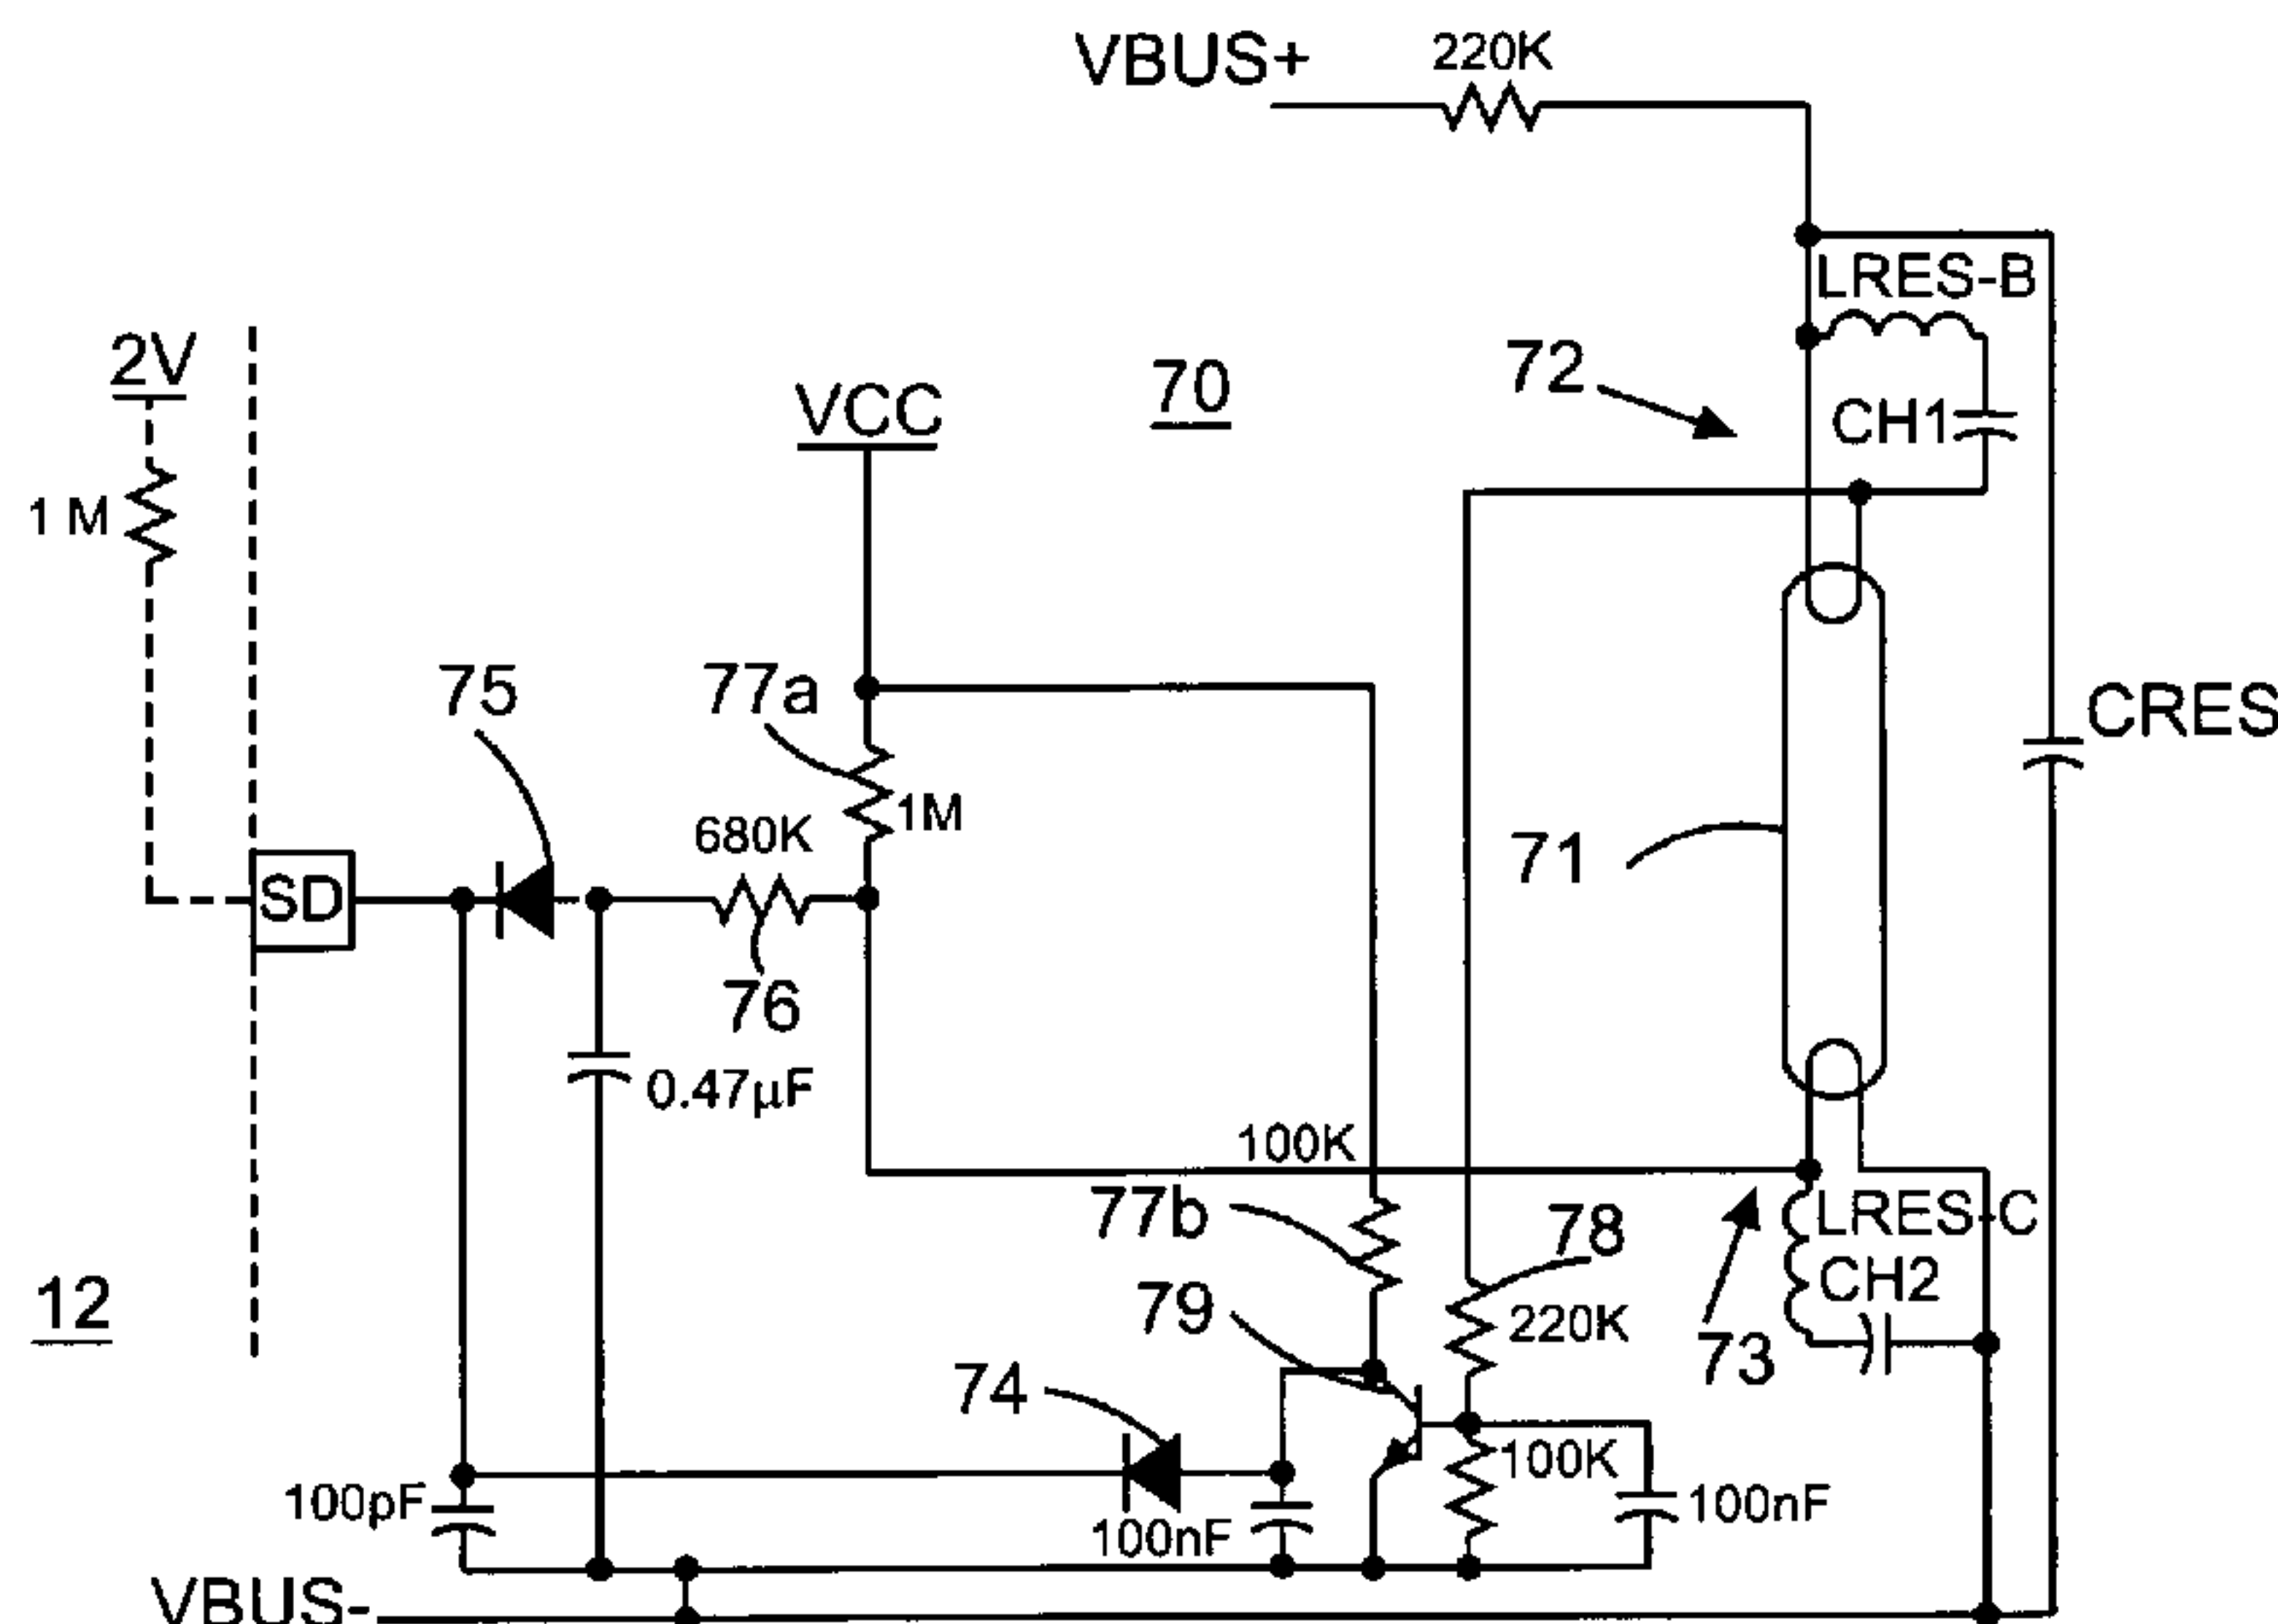 VBUS+
220K
LRES-B
2V
VCC
70
72
CH1
1 M
75
77a
CRES
680K
1M
71
SD
76
0.47µF
100K
77b
78
LRES-C
12
79
220K
CH2
73
74
100K
100pF
100nF
100nF
VBUS-